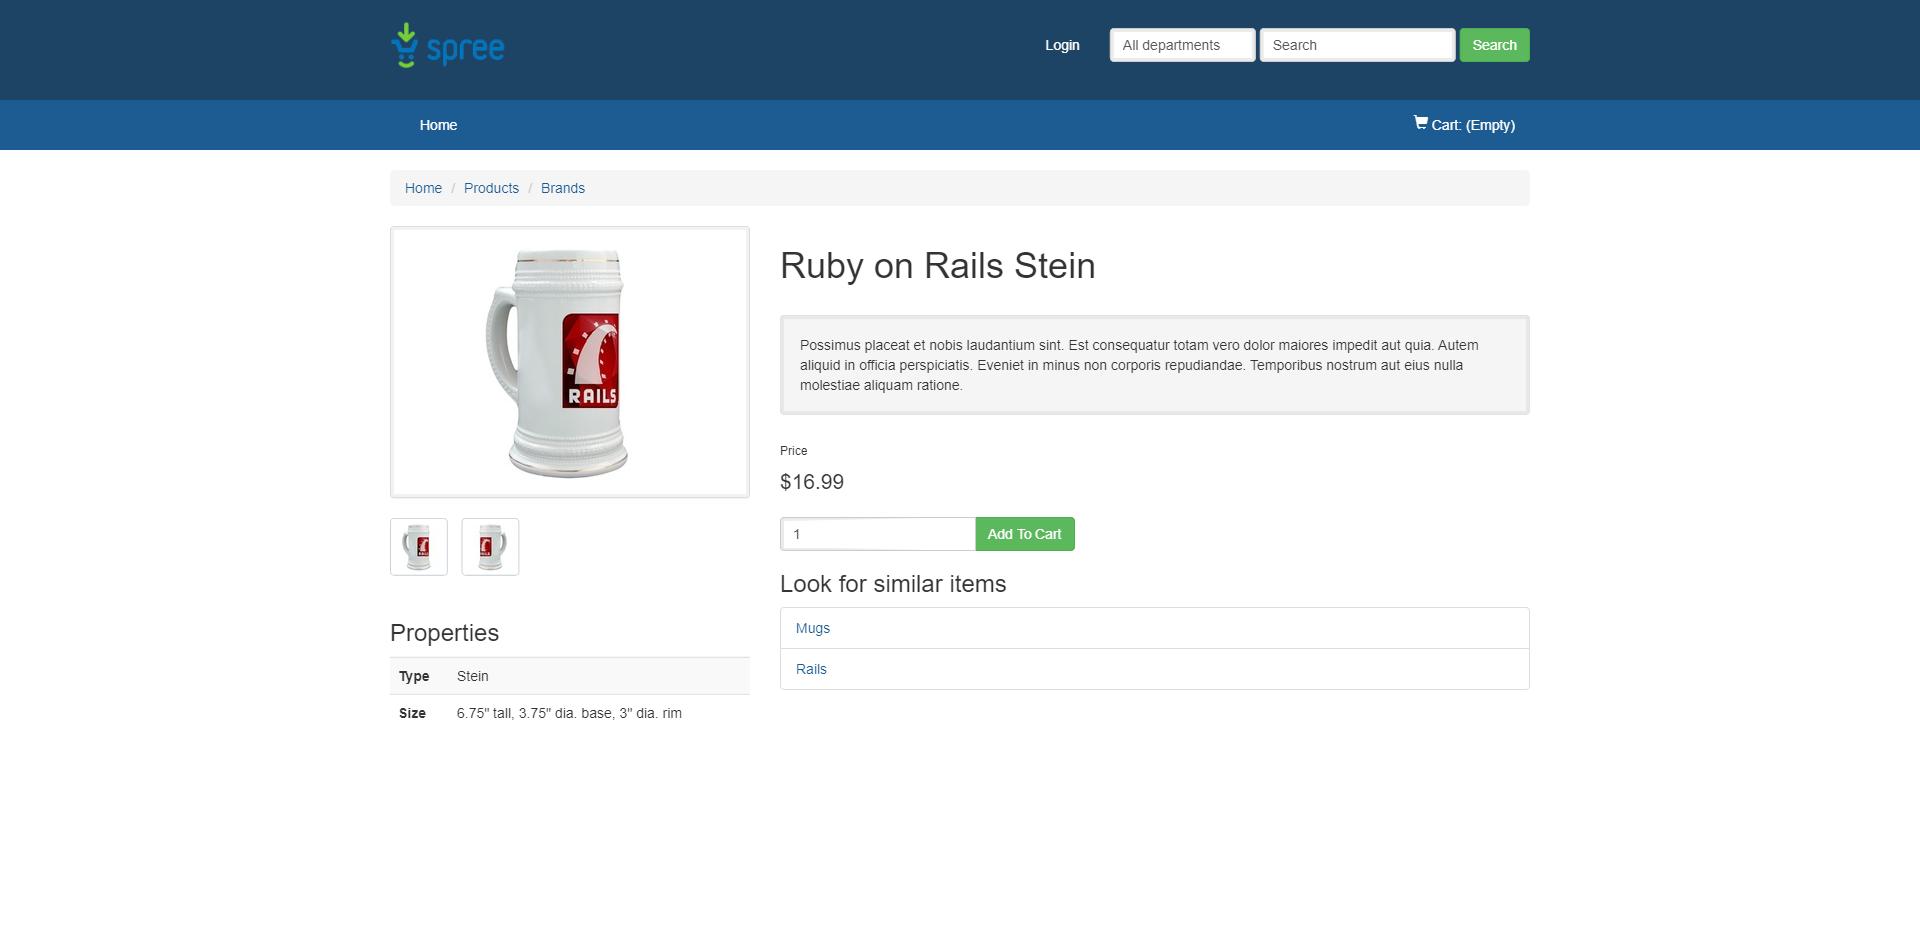 spree
Login
All departments
Search
Search
Home
Cart: (Empty)
Home / Products / Brands
RAILS
Ruby on Rails Stein
Possimus placeat et nobis laudantium sint. Est consequatur totam vero dolor maiores impedit aut quia. Autem
aliquid in officia perspiciatis. Eveniet in minus non corporis repudiandae. Temporibus nostrum aut eius nulla
molestiae aliquam ratione.
Price
$16.99
1
Add To Cart
Look for similar items
Mugs
Rails
Properties
Type Stein
Size 6.75" tall, 3.75" dia. base, 3" dia. rim